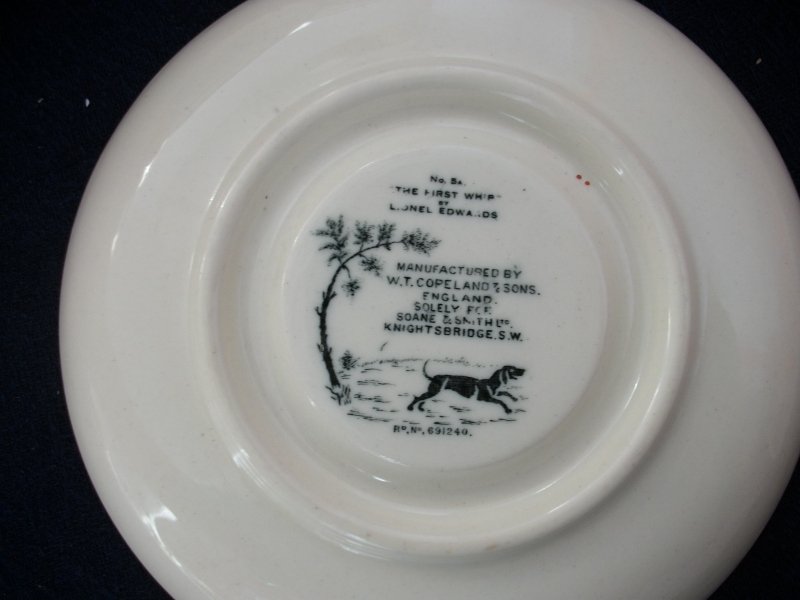 No. 5A.
"THE FIRST WHIP"
BY
LIONEL EDWARDS
MANUFACTURED BY
W.T. COPELAND & SONS.
ENGLAND.
SOLELY FOR
SOANE & SMITH LTD.
KNIGHTSBRIDGE. S.W.
RD. NO. 691240.